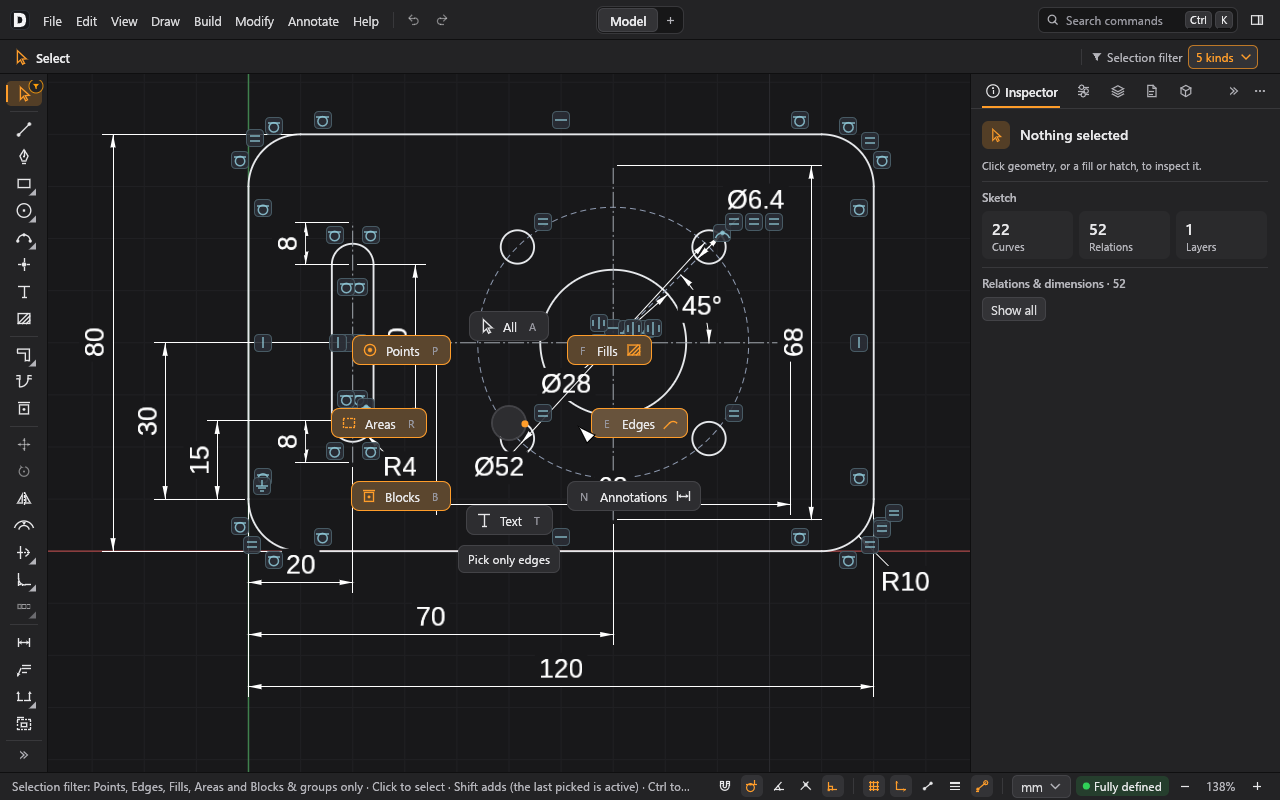 D File Edit View Draw Build Modify Annotate Help
Model +
Search commands Ctrl K
Select
Selection filter 5 kinds
Inspector
Nothing selected
Click geometry, or a fill or hatch, to inspect it.
Sketch
22 Curves
52 Relations
1 Layers
Relations & dimensions · 52
Show all
Ø6.4
8
45°
80
68
All A
Points P
F Fills
Ø28
Areas R
E Edges
30
8
15
R4
Ø52
Blocks B
N Annotations
Text T
Pick only edges
20
R10
70
120
Selection filter: Points, Edges, Fills, Areas and Blocks & groups only · Click to select · Shift adds (the last picked is active) · Ctrl to...
mm
Fully defined
138%